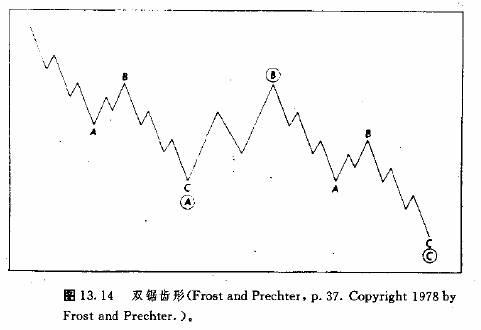 B
A
C
A
B
A
B
C
C
图 13.14 双锯齿形(Frost and Prechter, p. 37. Copyright 1978 by
Frost and Prechter.)。